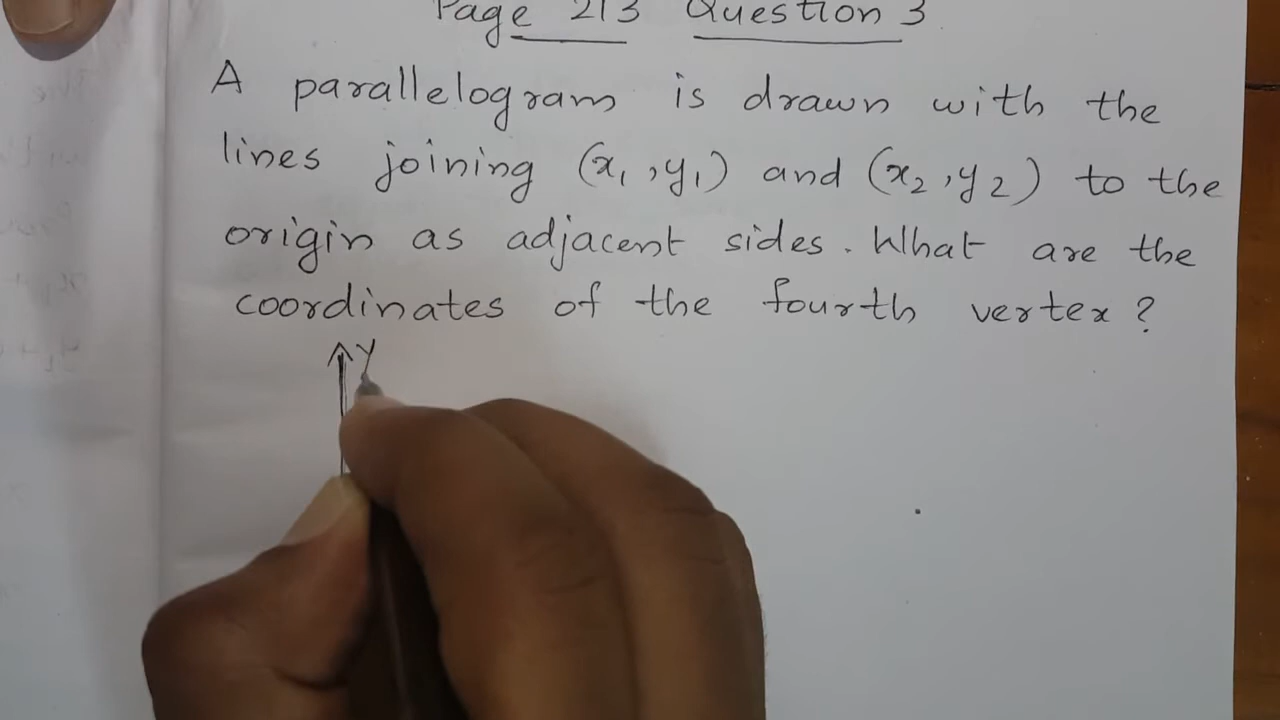 Page 213 Question 3
A parallelogram is drawn with the
lines joining (x₁, y₁) and (x₂, y₂) to the
origin as adjacent sides. What are the
coordinates of the fourth vertex?
Y